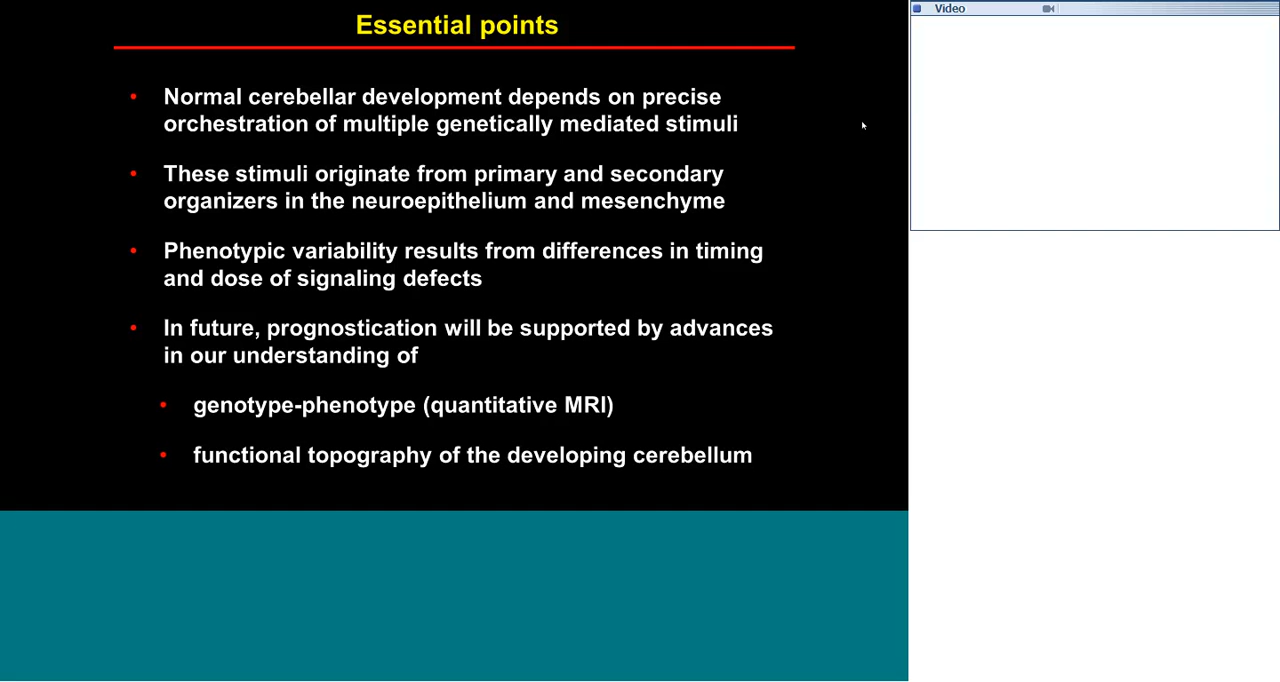 Essential points
Video
• Normal cerebellar development depends on precise
orchestration of multiple genetically mediated stimuli
• These stimuli originate from primary and secondary
organizers in the neuroepithelium and mesenchyme
• Phenotypic variability results from differences in timing
and dose of signaling defects
• In future, prognostication will be supported by advances
in our understanding of
• genotype-phenotype (quantitative MRI)
• functional topography of the developing cerebellum